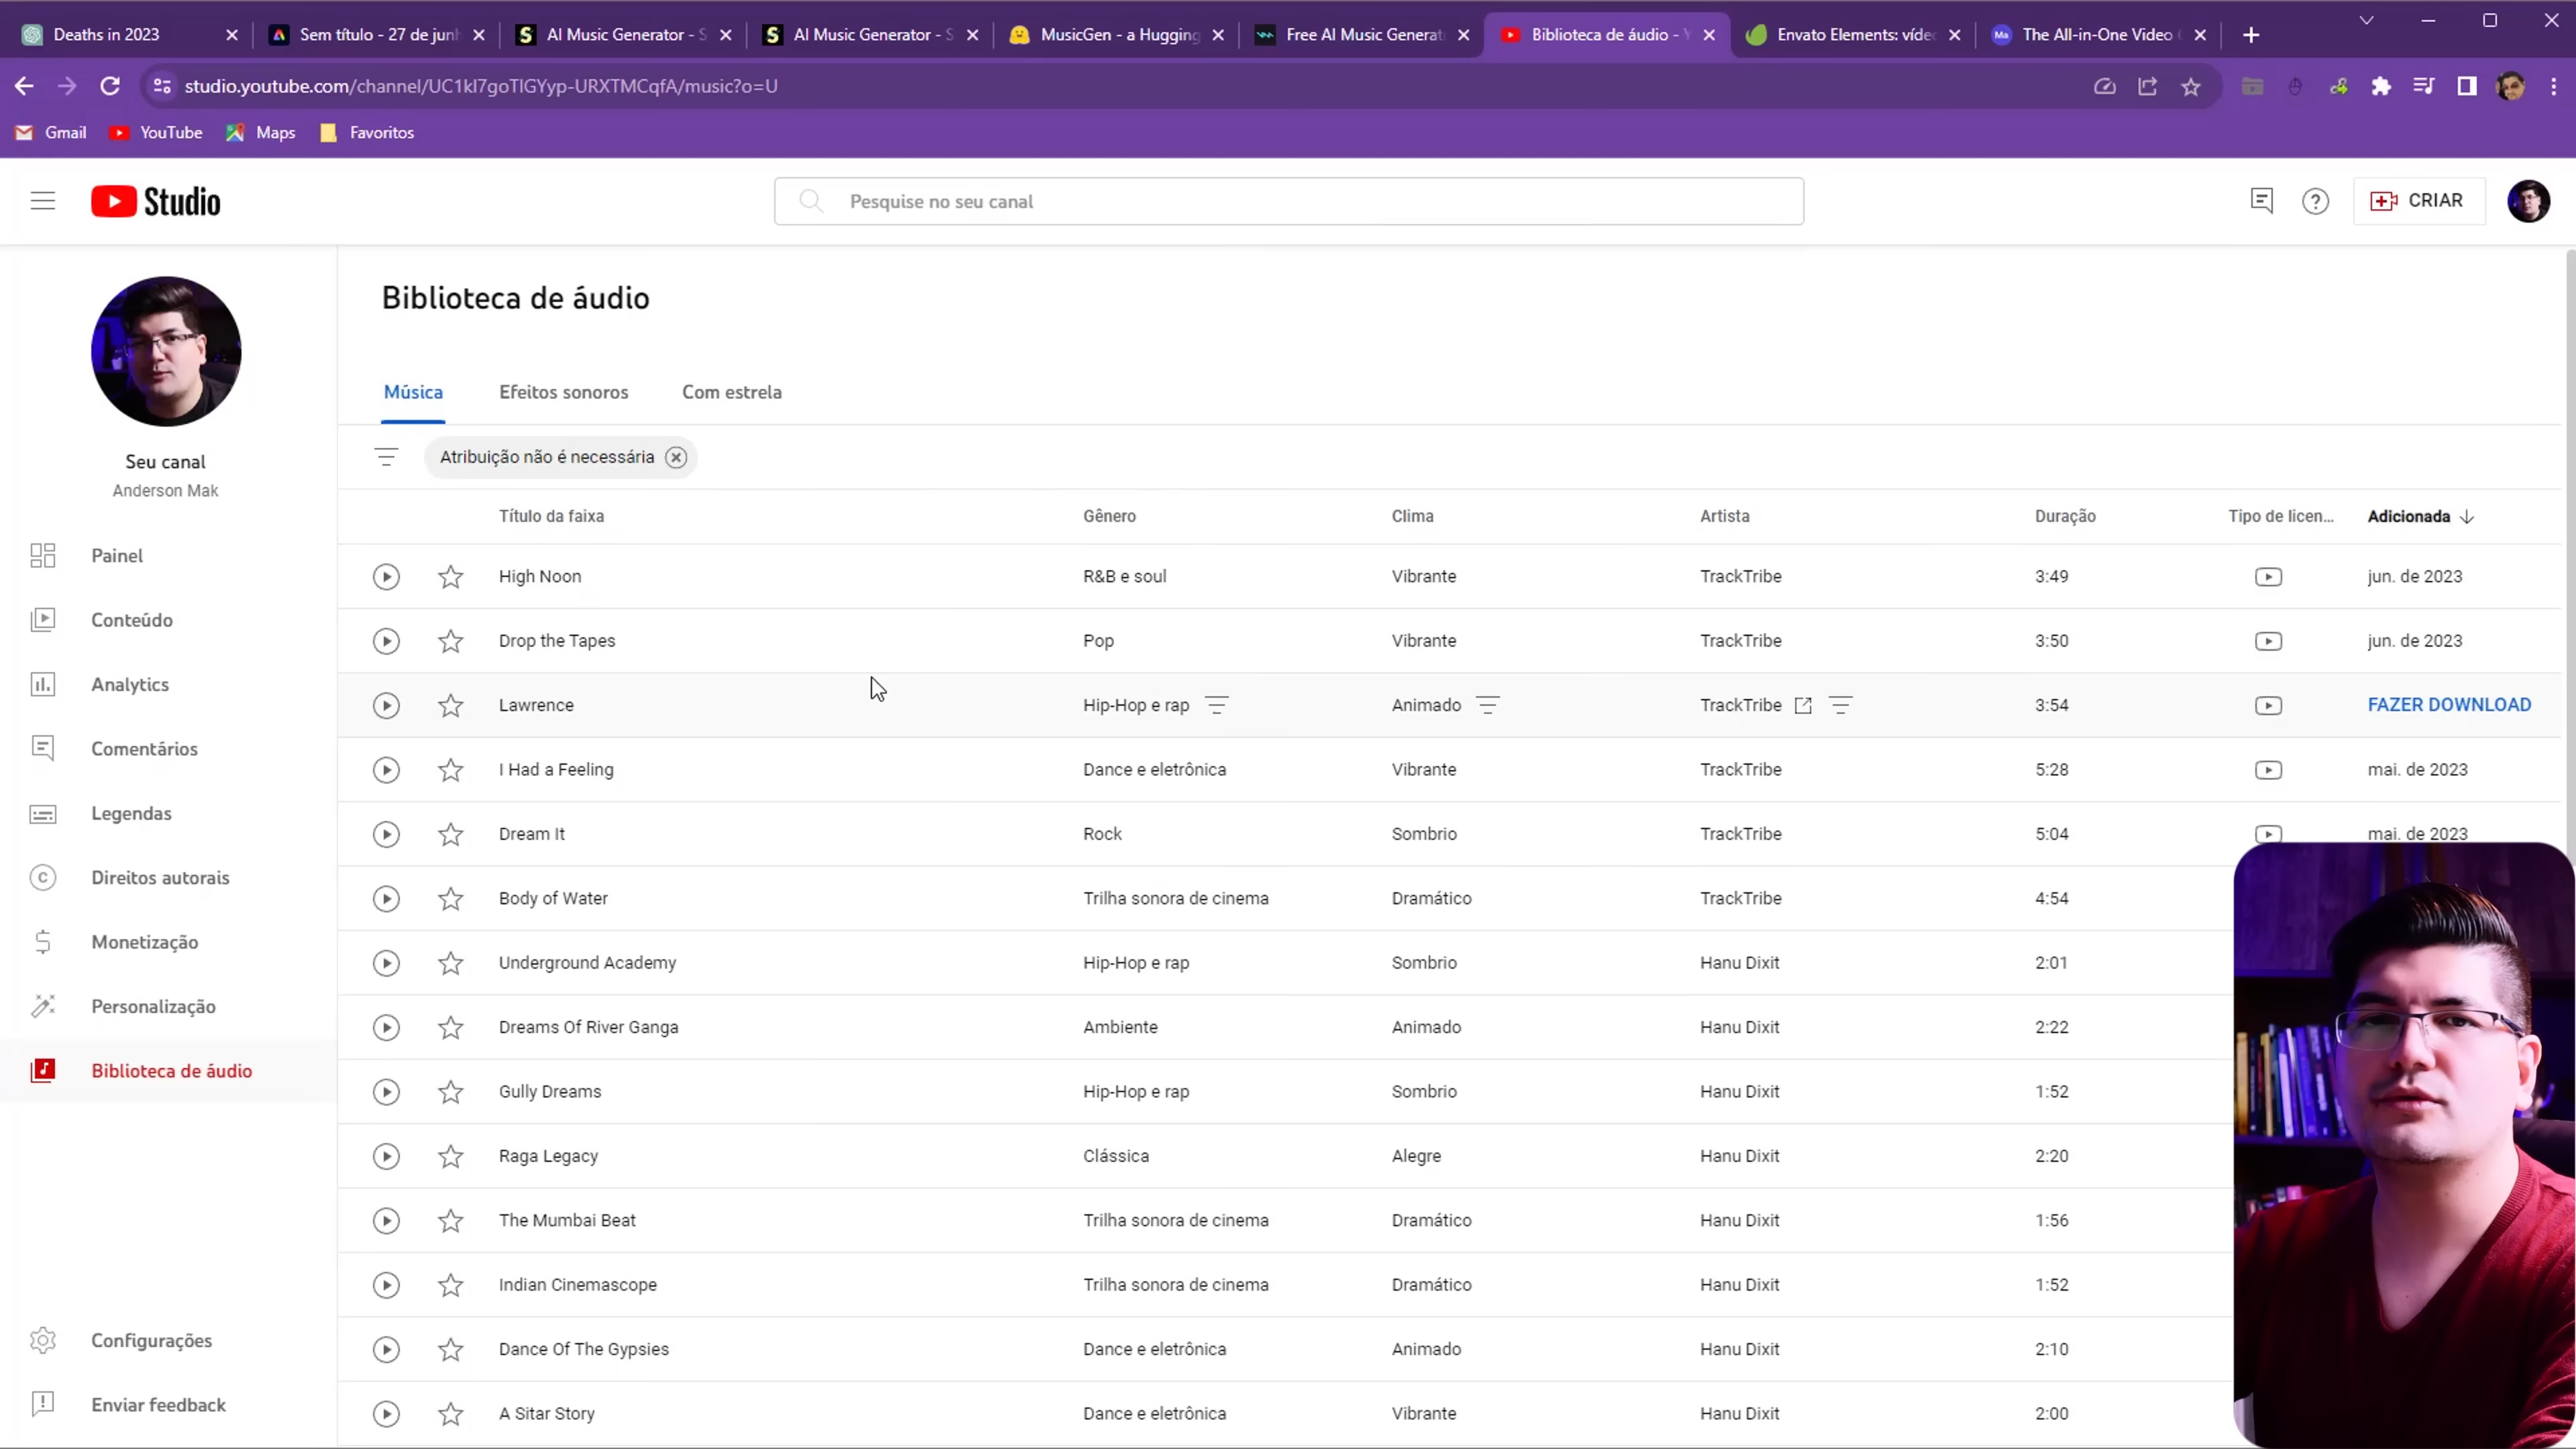 Deaths in 2023
Sem título - 27 de jun
AI Music Generator - S
AI Music Generator - S
MusicGen - a Hugging
Free AI Music Generat
Biblioteca de áudio - Y
Envato Elements: víde
Ma
The All-in-One Video
studio.youtube.com/channel/UC1kI7goTIGYyp-URXTMCqfA/music?o=U
Gmail
YouTube
Maps
Favoritos
Studio
Pesquise no seu canal
CRIAR
Seu canal
Anderson Mak
Painel
Conteúdo
Analytics
Comentários
Legendas
Direitos autorais
Monetização
Personalização
Biblioteca de áudio
Configurações
Enviar feedback
Biblioteca de áudio
Música Efeitos sonoros Com estrela
Atribuição não é necessária
Título da faixa Gênero Clima Artista Duração Tipo de licen... Adicionada
High Noon R&B e soul Vibrante TrackTribe 3:49 jun. de 2023
Drop the Tapes Pop Vibrante TrackTribe 3:50 jun. de 2023
Lawrence Hip-Hop e rap Animado TrackTribe 3:54 FAZER DOWNLOAD
I Had a Feeling Dance e eletrônica Vibrante TrackTribe 5:28 mai. de 2023
Dream It Rock Sombrio TrackTribe 5:04 mai. de 2023
Body of Water Trilha sonora de cinema Dramático TrackTribe 4:54
Underground Academy Hip-Hop e rap Sombrio Hanu Dixit 2:01
Dreams Of River Ganga Ambiente Animado Hanu Dixit 2:22
Gully Dreams Hip-Hop e rap Sombrio Hanu Dixit 1:52
Raga Legacy Clássica Alegre Hanu Dixit 2:20
The Mumbai Beat Trilha sonora de cinema Dramático Hanu Dixit 1:56
Indian Cinemascope Trilha sonora de cinema Dramático Hanu Dixit 1:52
Dance Of The Gypsies Dance e eletrônica Animado Hanu Dixit 2:10
A Sitar Story Dance e eletrônica Vibrante Hanu Dixit 2:00